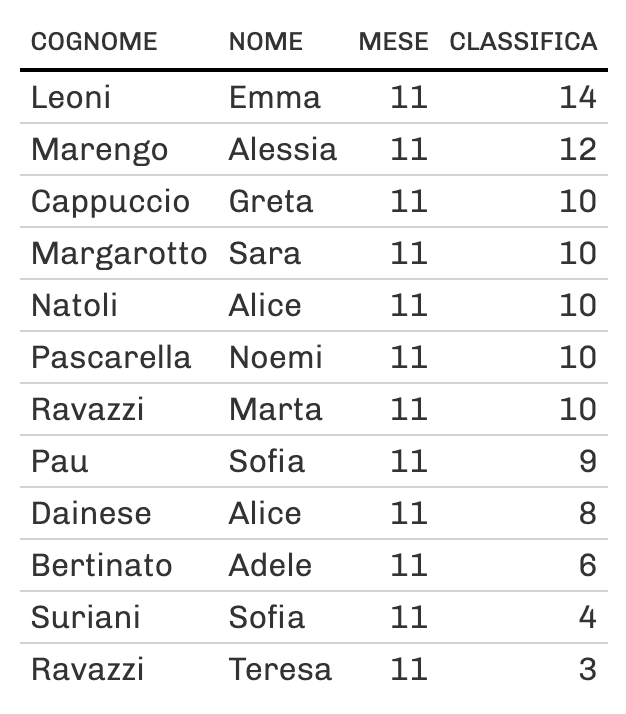 COGNOME NOME MESE CLASSIFICA
Leoni Emma 11 14
Marengo Alessia 11 12
Cappuccio Greta 11 10
Margarotto Sara 11 10
Natoli Alice 11 10
Pascarella Noemi 11 10
Ravazzi Marta 11 10
Pau Sofia 11 9
Dainese Alice 11 8
Bertinato Adele 11 6
Suriani Sofia 11 4
Ravazzi Teresa 11 3